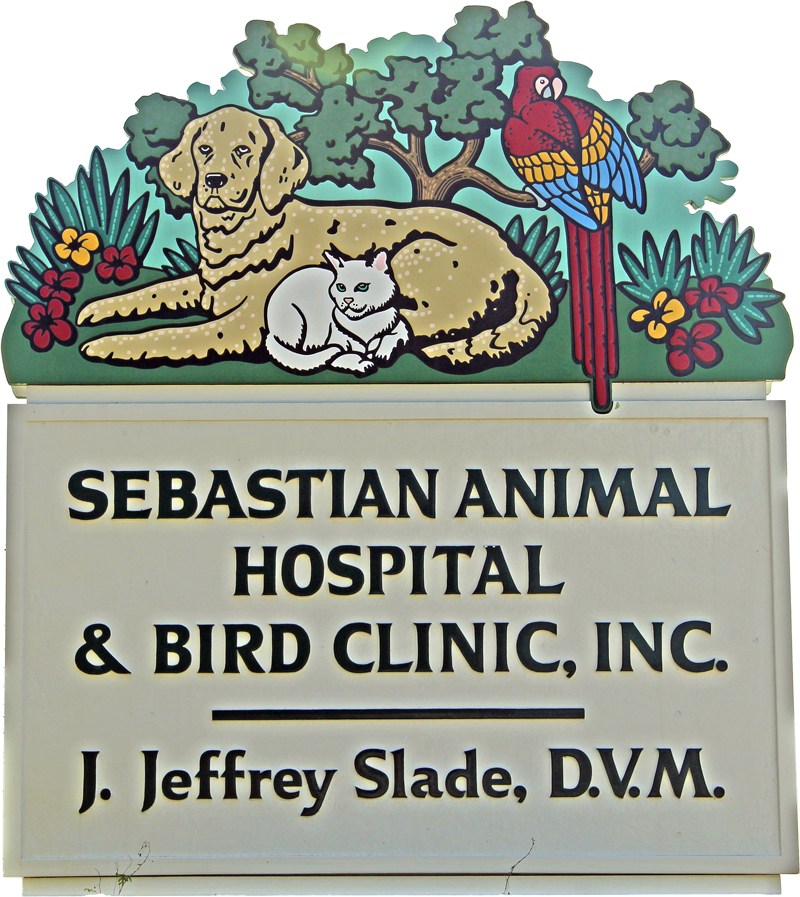 SEBASTIAN ANIMAL
HOSPITAL
& BIRD CLINIC, INC.
J. Jeffrey Slade, D.V.M.